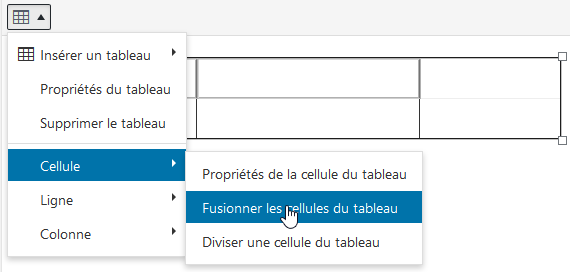 Insérer un tableau
Propriétés du tableau
Supprimer le tableau
Cellule
Ligne
Colonne
Propriétés de la cellule du tableau
Fusionner les cellules du tableau
Diviser une cellule du tableau